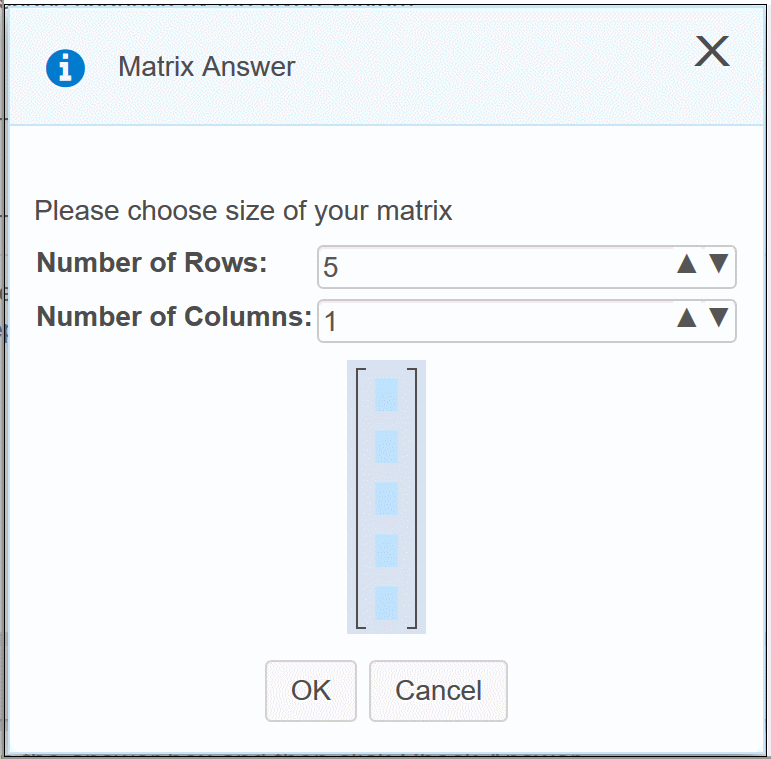 Matrix Answer
Please choose size of your matrix
Number of Rows: 5
Number of Columns: 1
OK Cancel